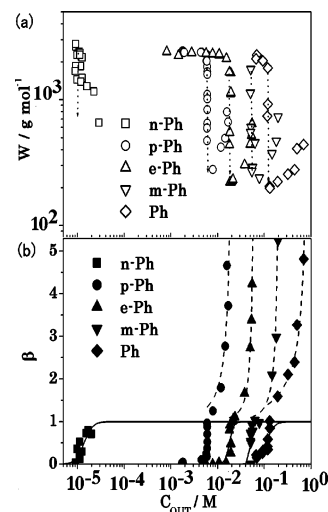 (a)
W / g mol⁻¹
10³
10²
n-Ph
p-Ph
e-Ph
m-Ph
Ph
(b)
β
5
4
3
2
1
0
n-Ph
p-Ph
e-Ph
m-Ph
Ph
10⁻⁵ 10⁻⁴ 10⁻³ 10⁻² 10⁻¹ 10⁰
C_OUT / M